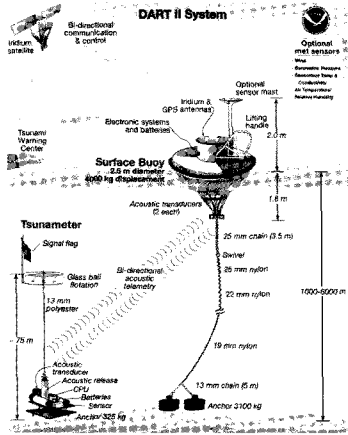 DART II System
Iridium
satellite
Bi-directional
communication
& control
Optional
met sensors
Wind
Barometric Pressure
Conductivity
Air Temperature/
Relative Humidity
Optional
sensor mast
Iridium &
GPS antennas
Electronic systems
and batteries
Lifting
handle
2.0 m
Tsunami
Warning
Center
Surface Buoy
2.5 m diameter
4000 kg displacement
Acoustic transducers
(2 each)
Tsunameter
Signal flag
25 mm chain (3.5 m)
Swivel
25 mm nylon
Glass ball
flotation
Bi-directional
acoustic
telemetry
22 mm nylon
1000-6000 m
13 mm
polyester
75 m
19 mm nylon
Acoustic
transducer
Acoustic release
CPU
Batteries
Sensor
Anchor 325 kg
13 mm chain (5 m)
Anchor 3100 kg